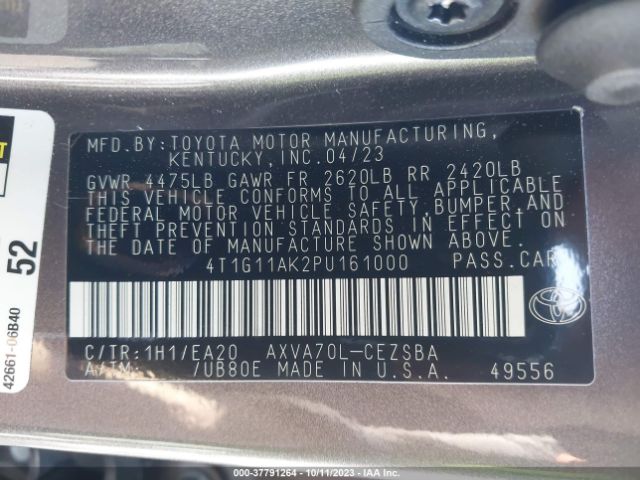 MFD.BY:TOYOTA MOTOR MANUFACTURING,
KENTUCKY,INC.04/23
GVWR 4475LB GAWR FR 2620LB RR 2420LB
THIS VEHICLE CONFORMS TO ALL APPLICABLE
FEDERAL MOTOR VEHICLE SAFETY,BUMPER,AND
THEFT PREVENTION STANDARDS IN EFFECT ON
THE DATE OF MANUFACTURE SHOWN ABOVE.
4T1G11AK2PU161000 PASS.CAR
C/TR:1H1/EA20 AXVA70L-CEZSBA
A/TM: /UB80E MADE IN U.S.A. 49556
52
42661-06B40
000 - 37791264 - 10/11/2023 - IAA Inc.